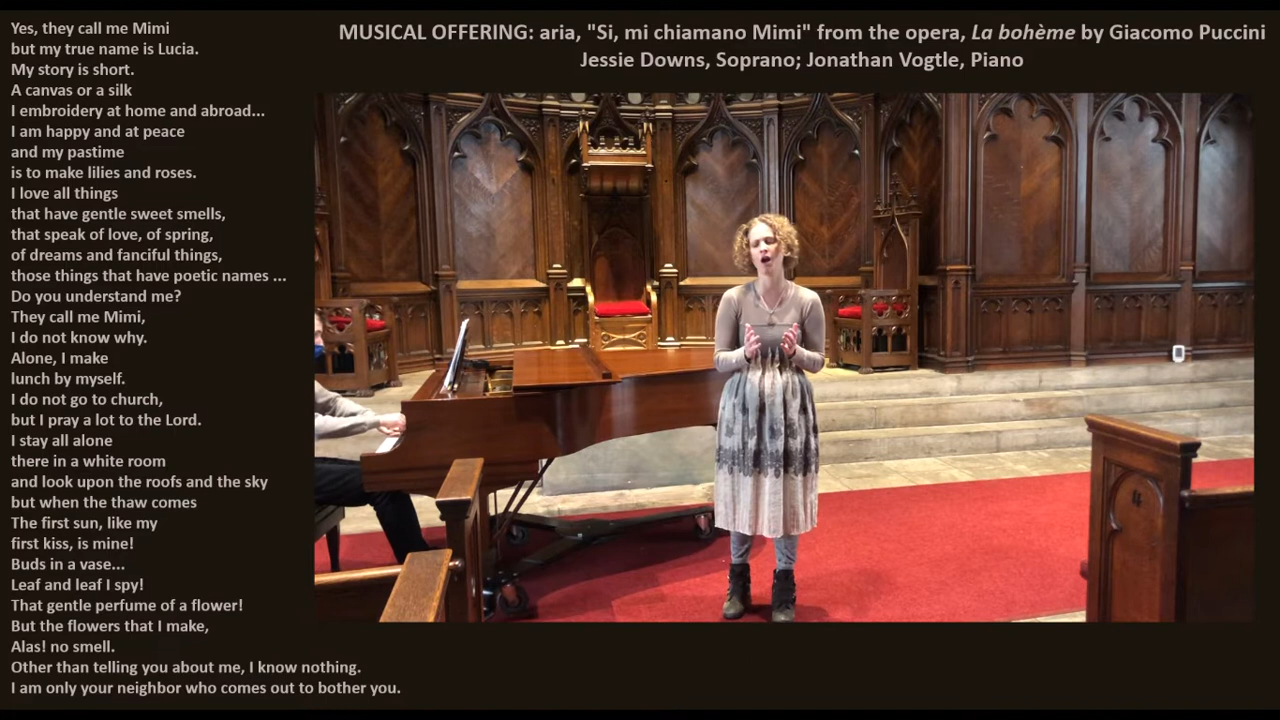 MUSICAL OFFERING: aria, "Si, mi chiamano Mimi" from the opera, La bohème by Giacomo Puccini
Jessie Downs, Soprano; Jonathan Vogtle, Piano
Yes, they call me Mimi
but my true name is Lucia.
My story is short.
A canvas or a silk
I embroidery at home and abroad...
I am happy and at peace
and my pastime
is to make lilies and roses.
I love all things
that have gentle sweet smells,
that speak of love, of spring,
of dreams and fanciful things,
those things that have poetic names ...
Do you understand me?
They call me Mimi,
I do not know why.
Alone, I make
lunch by myself.
I do not go to church,
but I pray a lot to the Lord.
I stay all alone
there in a white room
and look upon the roofs and the sky
but when the thaw comes
The first sun, like my
first kiss, is mine!
Buds in a vase...
Leaf and leaf I spy!
That gentle perfume of a flower!
But the flowers that I make,
Alas! no smell.
Other than telling you about me, I know nothing.
I am only your neighbor who comes out to bother you.